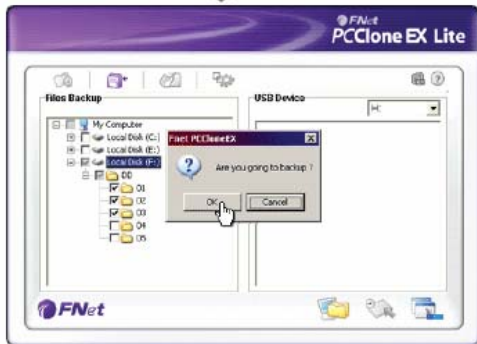 FNet
PCClone EX Lite
Files Backup
USB Device
H:
My Computer
Local Disk (C:)
Local Disk (E:)
Local Disk (F:)
DD
01
02
03
04
05
Fnet PCCloneEX
Are you going to backup ?
OK
Cancel
FNet